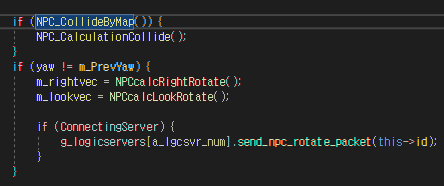 if (NPC_CollideByMap()) {
NPC_CalculationCollide();
}
if (yaw != m_PrevYaw) {
m_rightvec = NPCcalcRightRotate();
m_lookvec = NPCcalcLookRotate();
if (ConnectingServer) {
g_logicservers[a_lgcsvr_num].send_npc_rotate_packet(this->id);
}
}